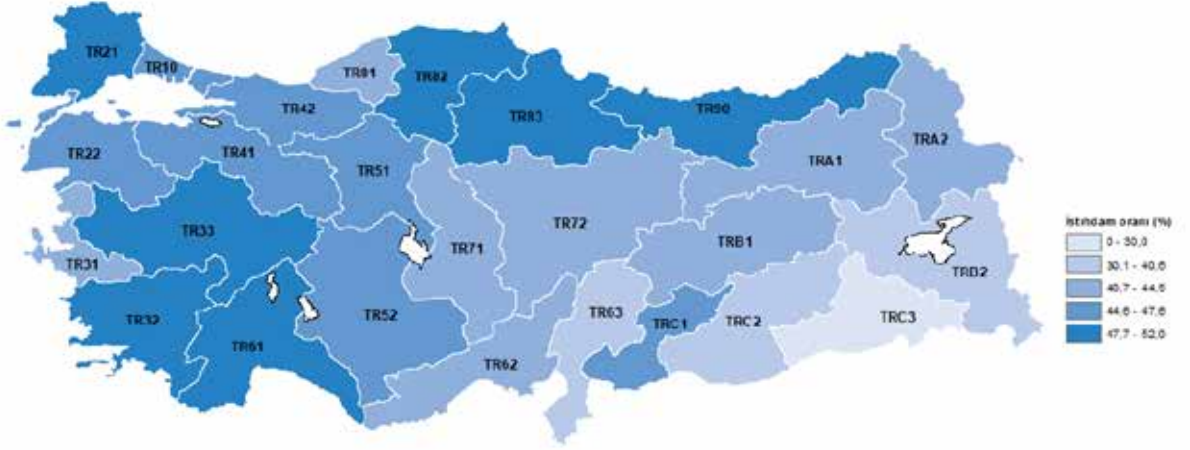 TR21
TR10
TR81
TR82
TR42
TR83
TR90
TRA2
TR22
TR41
TR51
TRA1
TR33
TR72
TR71
TRB1
TR31
TRB2
TR32
TR52
TR63
TRC1
TRC2
TRC3
TR61
TR62
İstihdam oranı (%)
0 - 30,0
30,1 - 40,6
40,7 - 44,5
44,6 - 47,6
47,7 - 52,0